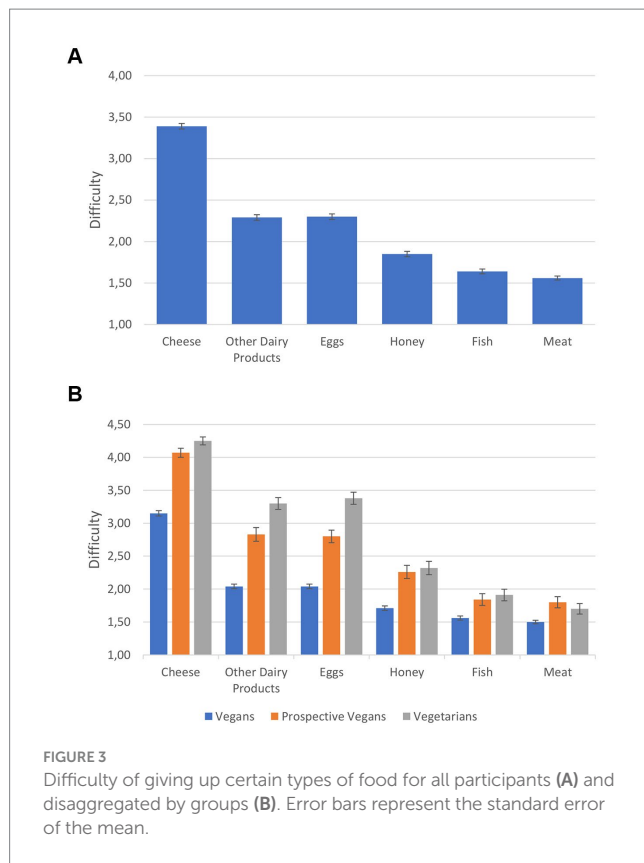 A
4,00
3,50
3,00
2,50
2,00
1,50
1,00
Difficulty
Cheese
Other Dairy
Products
Eggs
Honey
Fish
Meat
B
4,50
4,00
3,50
3,00
2,50
2,00
1,50
1,00
Difficulty
Cheese
Other Dairy
Products
Eggs
Honey
Fish
Meat
Vegans
Prospective Vegans
Vegetarians
FIGURE 3
Difficulty of giving up certain types of food for all participants (A) and
disaggregated by groups (B). Error bars represent the standard error
of the mean.